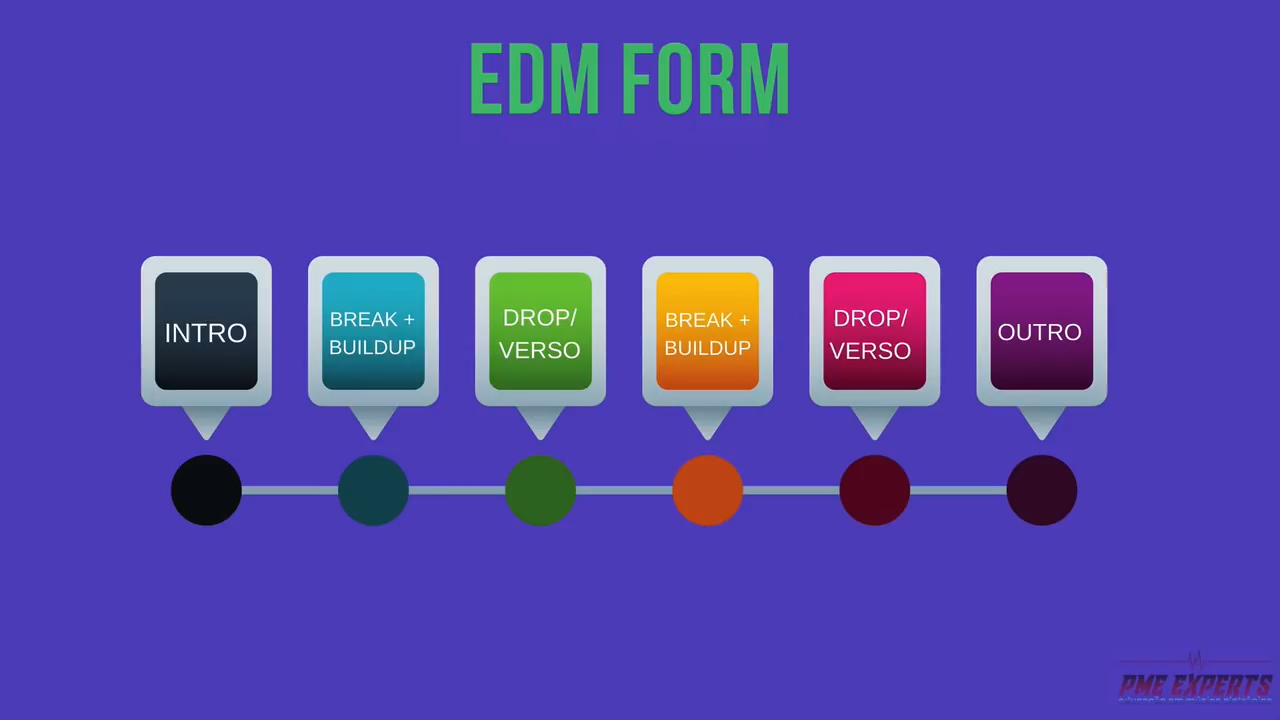 EDM FORM
INTRO
BREAK +
BUILDUP
DROP/
VERSO
BREAK +
BUILDUP
DROP/
VERSO
OUTRO
PME EXPERTS